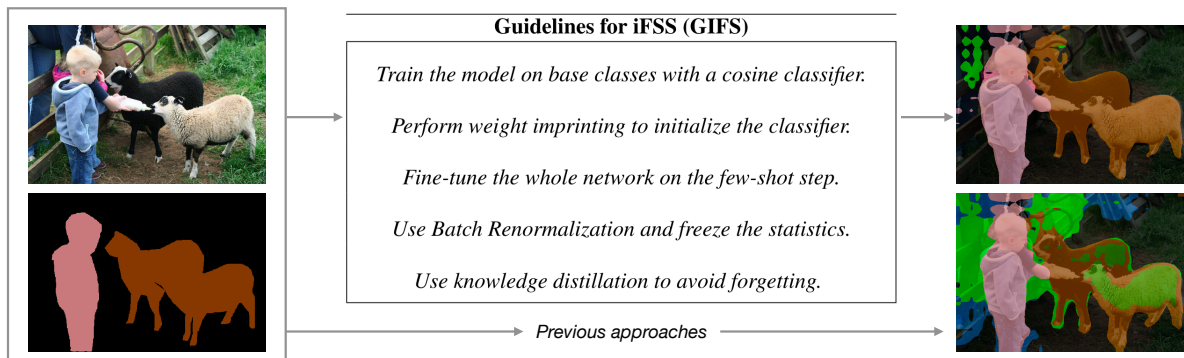 Guidelines for iFSS (GIFS)
Train the model on base classes with a cosine classifier.
Perform weight imprinting to initialize the classifier.
Fine-tune the whole network on the few-shot step.
Use Batch Renormalization and freeze the statistics.
Use knowledge distillation to avoid forgetting.
Previous approaches